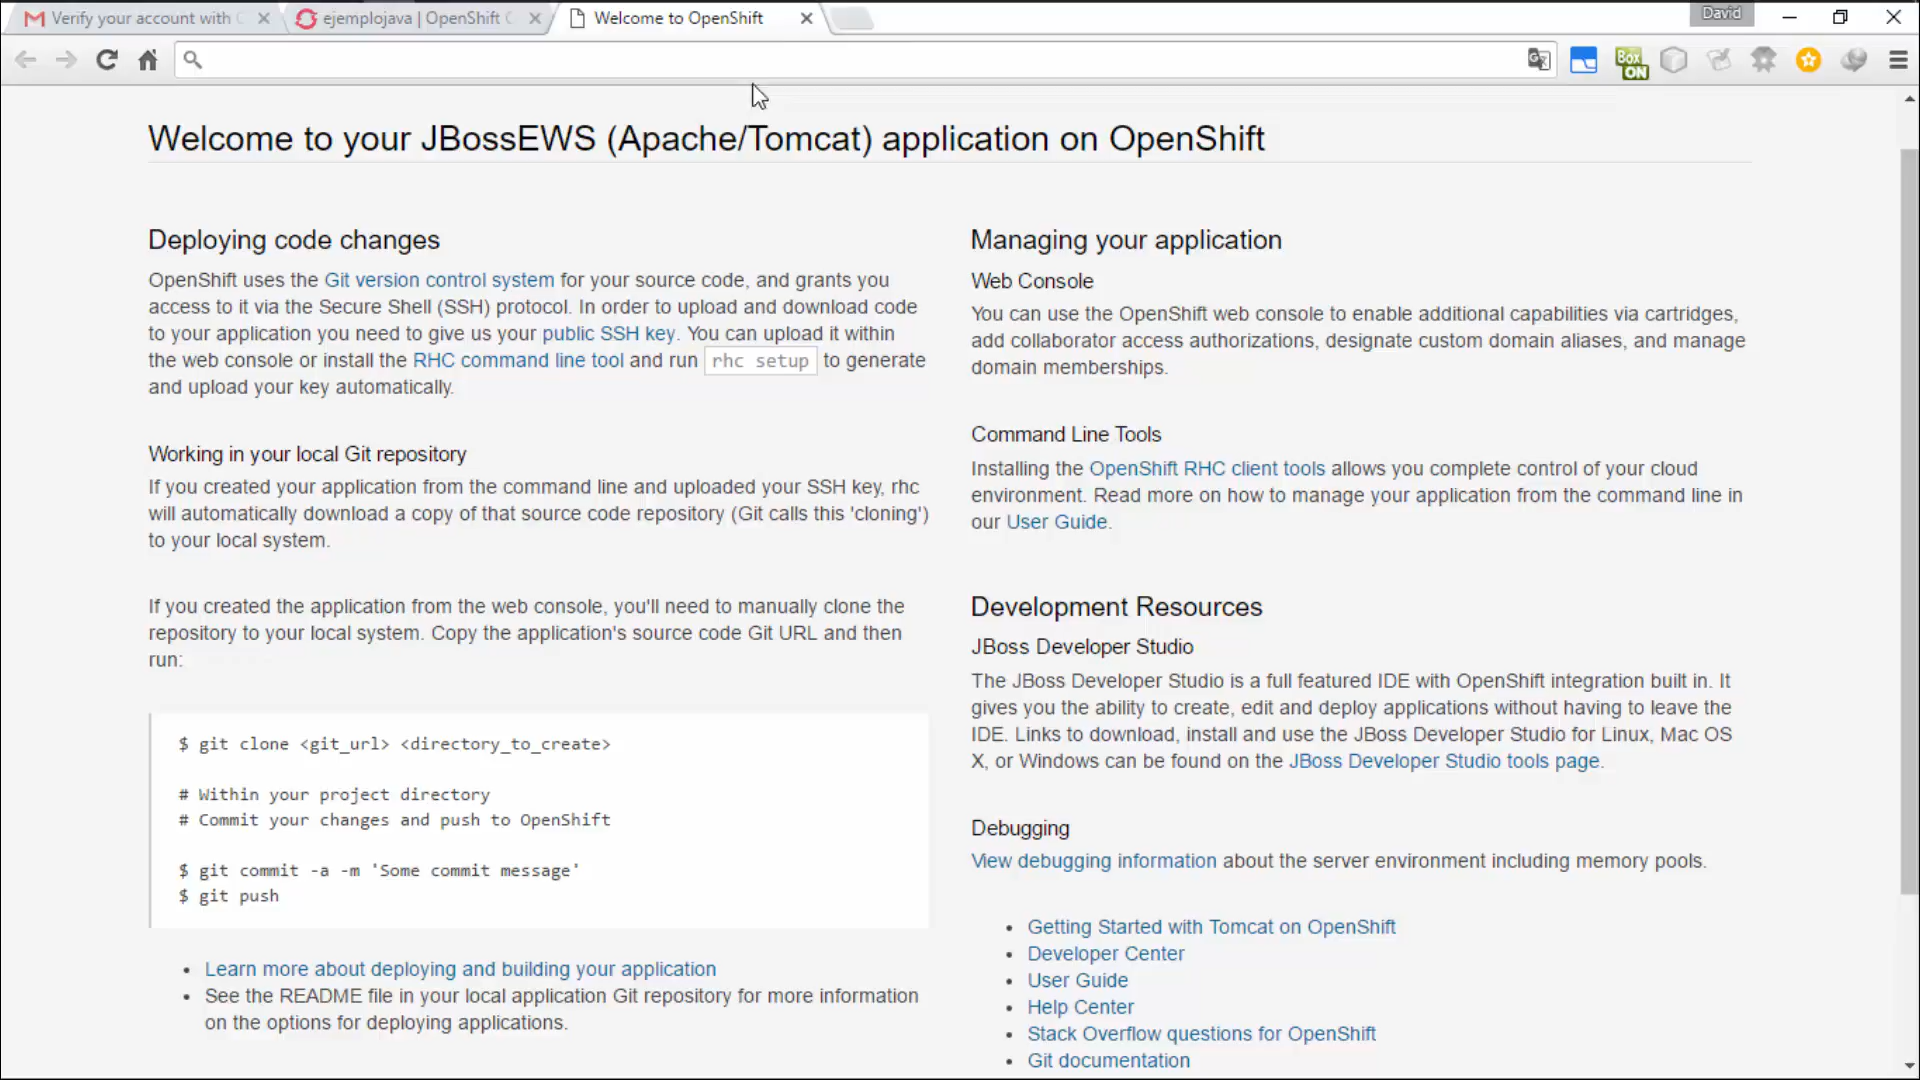 Verify your account with
ejemplojava | OpenShift
Welcome to OpenShift
David
Box
ON
Welcome to your JBossEWS (Apache/Tomcat) application on OpenShift
Deploying code changes
OpenShift uses the Git version control system for your source code, and grants you
access to it via the Secure Shell (SSH) protocol. In order to upload and download code
to your application you need to give us your public SSH key. You can upload it within
the web console or install the RHC command line tool and run rhc setup to generate
and upload your key automatically.
Working in your local Git repository
If you created your application from the command line and uploaded your SSH key, rhc
will automatically download a copy of that source code repository (Git calls this 'cloning')
to your local system.
If you created the application from the web console, you'll need to manually clone the
repository to your local system. Copy the application's source code Git URL and then
run:
$ git clone <git_url> <directory_to_create>
# Within your project directory
# Commit your changes and push to OpenShift
$ git commit -a -m 'Some commit message'
$ git push
• Learn more about deploying and building your application
• See the README file in your local application Git repository for more information
on the options for deploying applications.
Managing your application
Web Console
You can use the OpenShift web console to enable additional capabilities via cartridges,
add collaborator access authorizations, designate custom domain aliases, and manage
domain memberships.
Command Line Tools
Installing the OpenShift RHC client tools allows you complete control of your cloud
environment. Read more on how to manage your application from the command line in
our User Guide.
Development Resources
JBoss Developer Studio
The JBoss Developer Studio is a full featured IDE with OpenShift integration built in. It
gives you the ability to create, edit and deploy applications without having to leave the
IDE. Links to download, install and use the JBoss Developer Studio for Linux, Mac OS
X, or Windows can be found on the JBoss Developer Studio tools page.
Debugging
View debugging information about the server environment including memory pools.
• Getting Started with Tomcat on OpenShift
• Developer Center
• User Guide
• Help Center
• Stack Overflow questions for OpenShift
• Git documentation